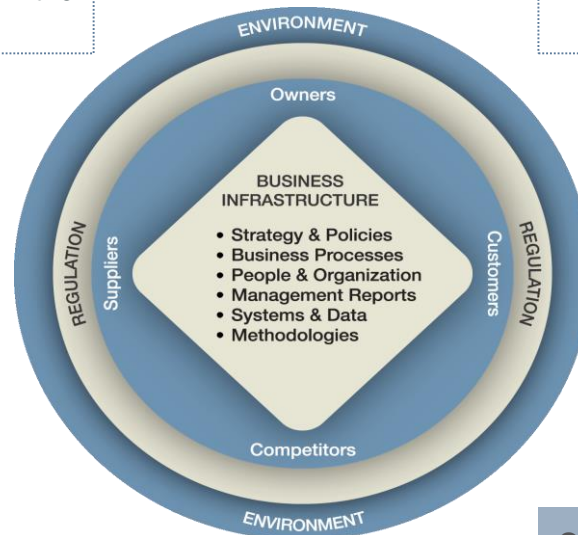 ENVIRONMENT
Owners
BUSINESS
INFRASTRUCTURE
• Strategy & Policies
• Business Processes
• People & Organization
• Management Reports
• Systems & Data
• Methodologies
REGULATION
Suppliers
Customers
REGULATION
Competitors
ENVIRONMENT